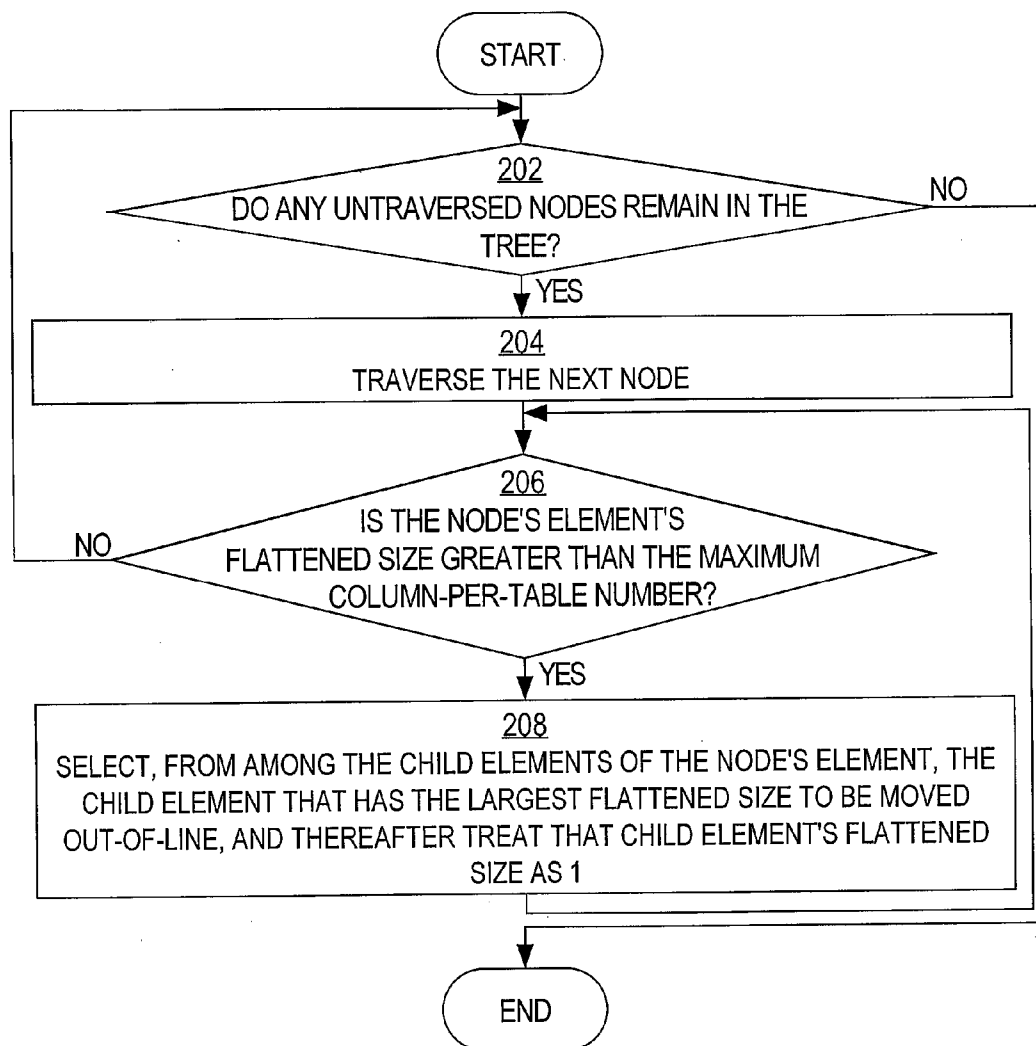 START
202
DO ANY UNTRAVERSED NODES REMAIN IN THE
TREE?
NO
YES
204
TRAVERSE THE NEXT NODE
206
IS THE NODE'S ELEMENT'S
FLATTENED SIZE GREATER THAN THE MAXIMUM
COLUMN-PER-TABLE NUMBER?
NO
YES
208
SELECT, FROM AMONG THE CHILD ELEMENTS OF THE NODE'S ELEMENT, THE
CHILD ELEMENT THAT HAS THE LARGEST FLATTENED SIZE TO BE MOVED
OUT-OF-LINE, AND THEREAFTER TREAT THAT CHILD ELEMENT'S FLATTENED
SIZE AS 1
END